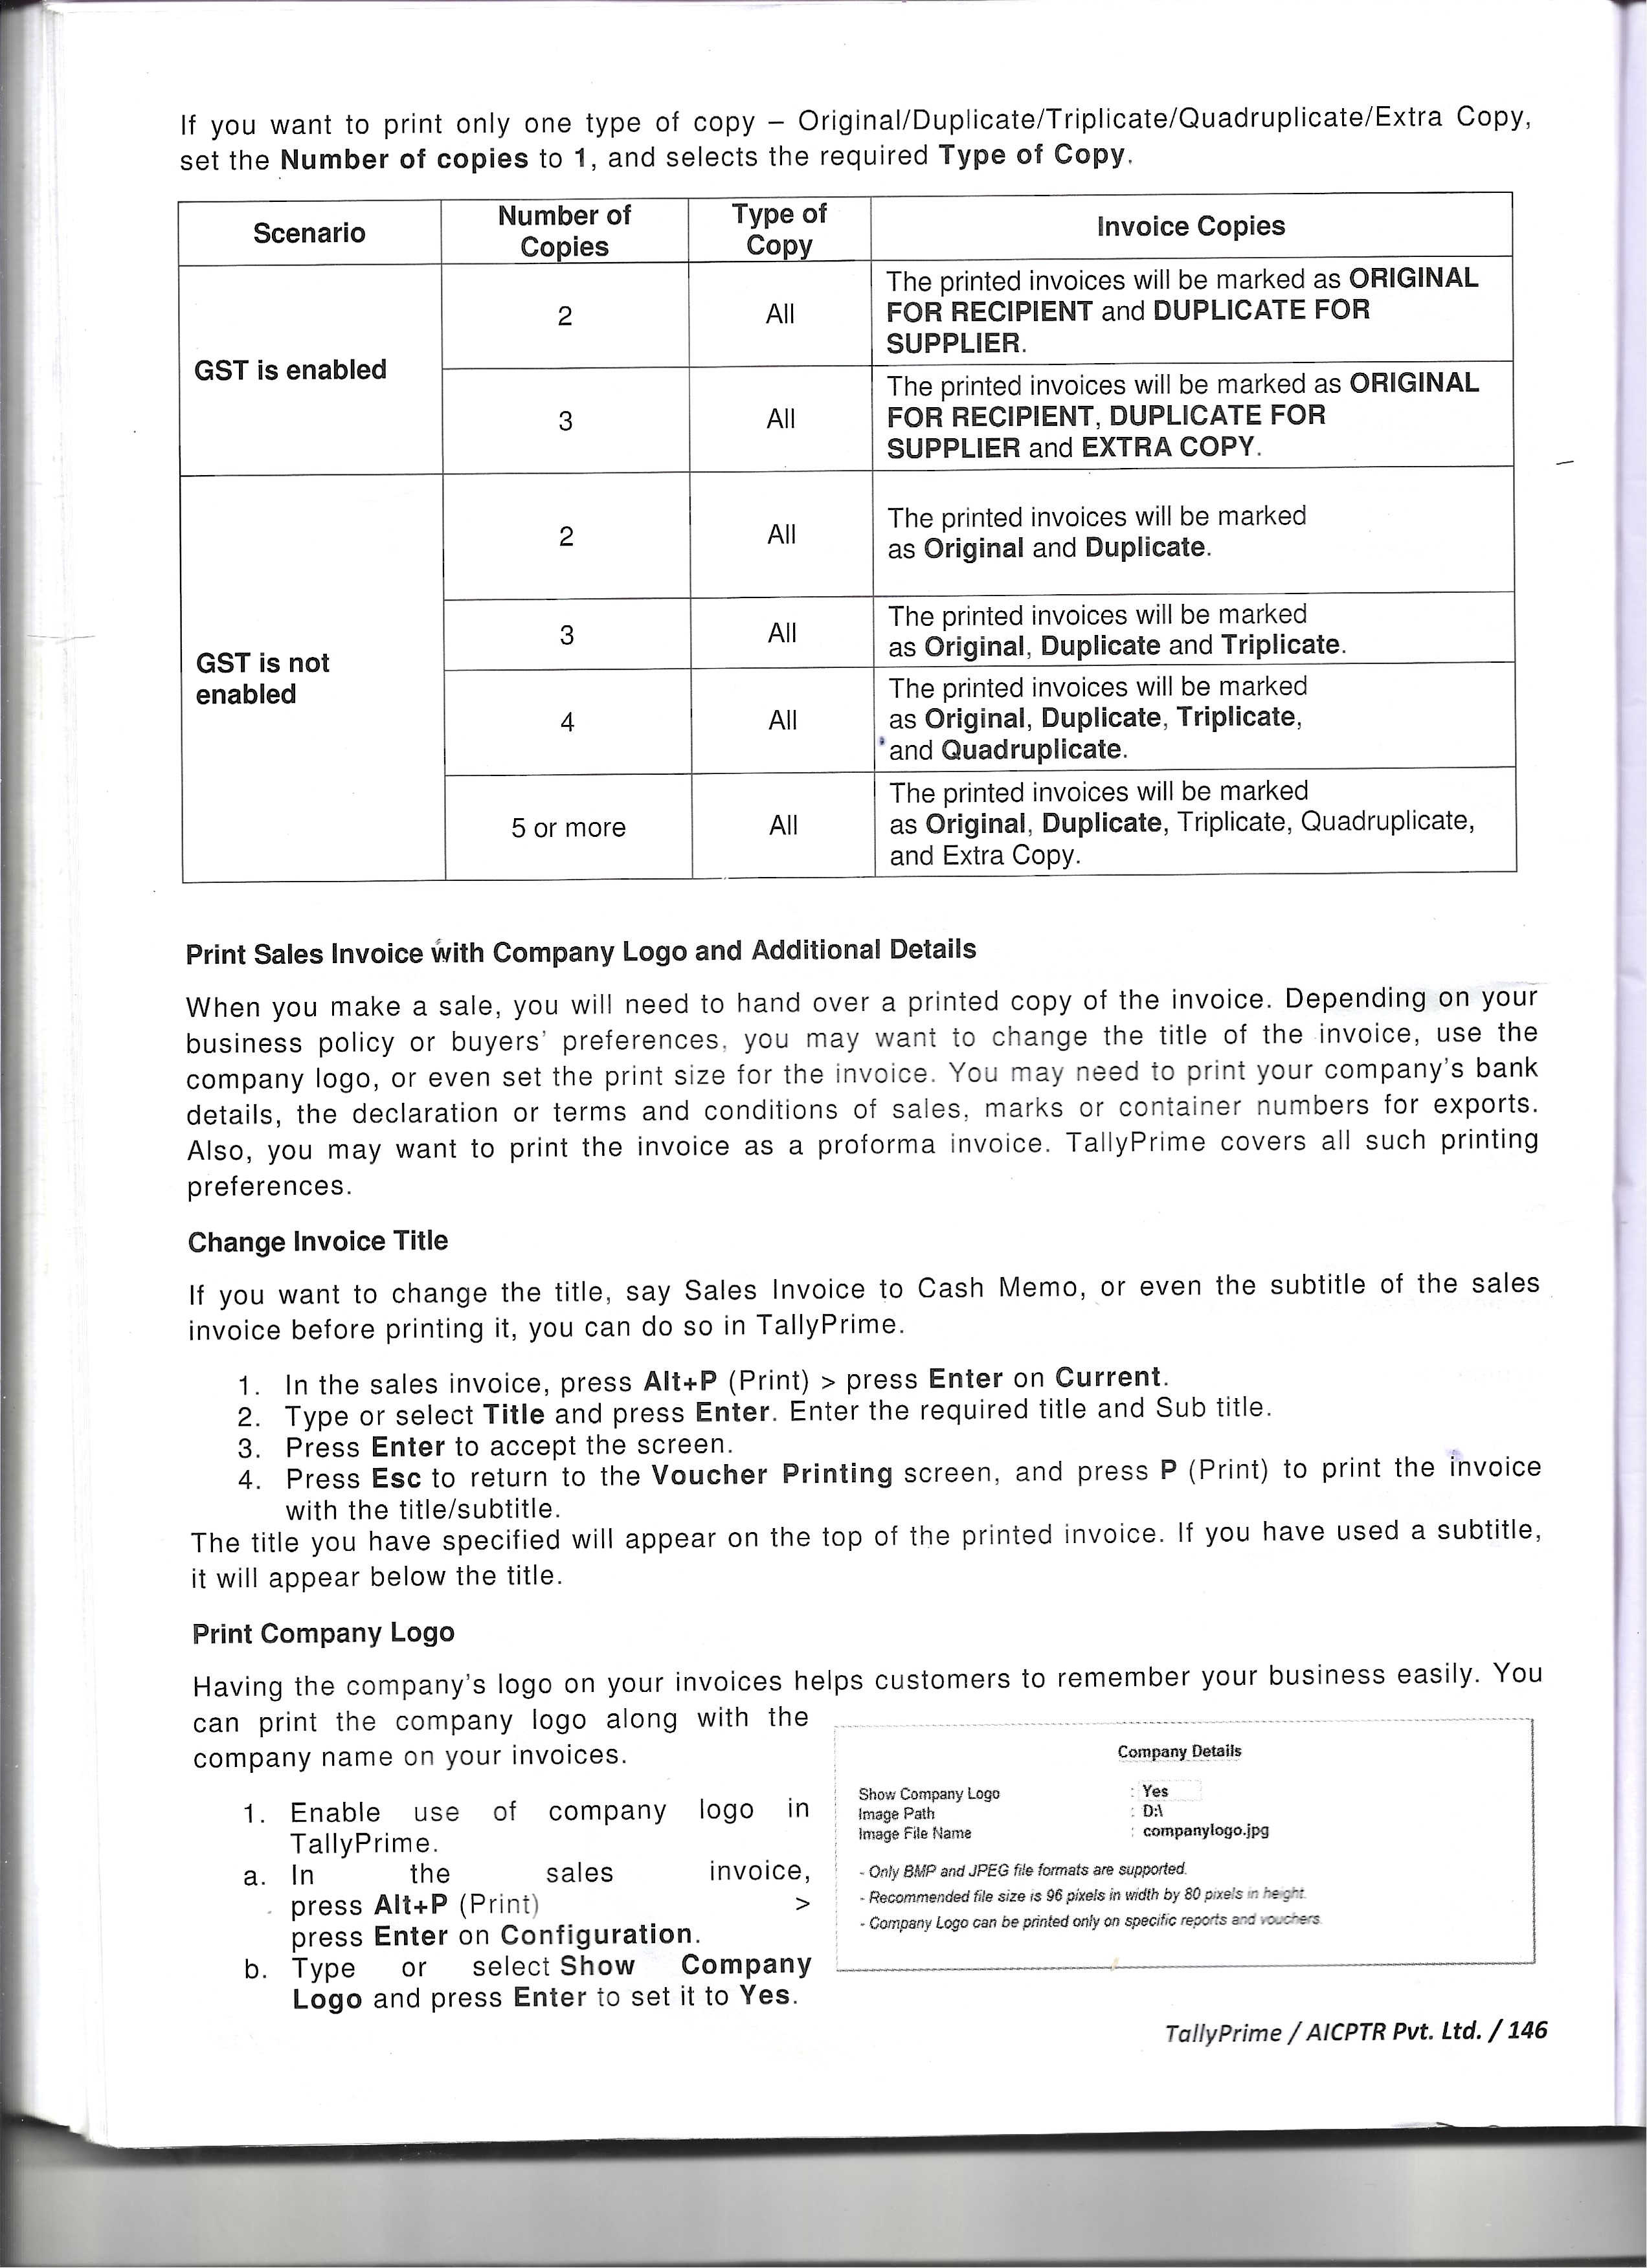 If you want to print only one type of copy – Original/Duplicate/Triplicate/Quadruplicate/Extra Copy,
set the Number of copies to 1, and selects the required Type of Copy.
Scenario
Number of
Copies
Type of
Copy
Invoice Copies
GST is enabled
2
All
The printed invoices will be marked as ORIGINAL
FOR RECIPIENT and DUPLICATE FOR
SUPPLIER.
3
All
The printed invoices will be marked as ORIGINAL
FOR RECIPIENT, DUPLICATE FOR
SUPPLIER and EXTRA COPY.
GST is not
enabled
2
All
The printed invoices will be marked
as Original and Duplicate.
3
All
The printed invoices will be marked
as Original, Duplicate and Triplicate.
4
All
The printed invoices will be marked
as Original, Duplicate, Triplicate,
and Quadruplicate.
5 or more
All
The printed invoices will be marked
as Original, Duplicate, Triplicate, Quadruplicate,
and Extra Copy.
Print Sales Invoice with Company Logo and Additional Details
When you make a sale, you will need to hand over a printed copy of the invoice. Depending on your
business policy or buyers' preferences, you may want to change the title of the invoice, use the
company logo, or even set the print size for the invoice. You may need to print your company's bank
details, the declaration or terms and conditions of sales, marks or container numbers for exports.
Also, you may want to print the invoice as a proforma invoice. TallyPrime covers all such printing
preferences.
Change Invoice Title
If you want to change the title, say Sales Invoice to Cash Memo, or even the subtitle of the sales
invoice before printing it, you can do so in TallyPrime.
1. In the sales invoice, press Alt+P (Print) > press Enter on Current.
2. Type or select Title and press Enter. Enter the required title and Sub title.
3. Press Enter to accept the screen.
4. Press Esc to return to the Voucher Printing screen, and press P (Print) to print the invoice
with the title/subtitle.
The title you have specified will appear on the top of the printed invoice. If you have used a subtitle,
it will appear below the title.
Print Company Logo
Having the company's logo on your invoices helps customers to remember your business easily. You
can print the company logo along with the
company name on your invoices.
1. Enable use of company logo in
TallyPrime.
a. In the sales invoice,
press Alt+P (Print) >
press Enter on Configuration.
b. Type or select Show Company
Logo and press Enter to set it to Yes.
Company Details
Show Company Logo : Yes
Image Path : D:\
Image File Name : companylogo.jpg
- Only BMP and JPEG file formats are supported.
- Recommended file size is 96 pixels in width by 80 pixels in height.
- Company Logo can be printed only on specific reports and vouchers.
TallyPrime / AICPTR Pvt. Ltd. / 146